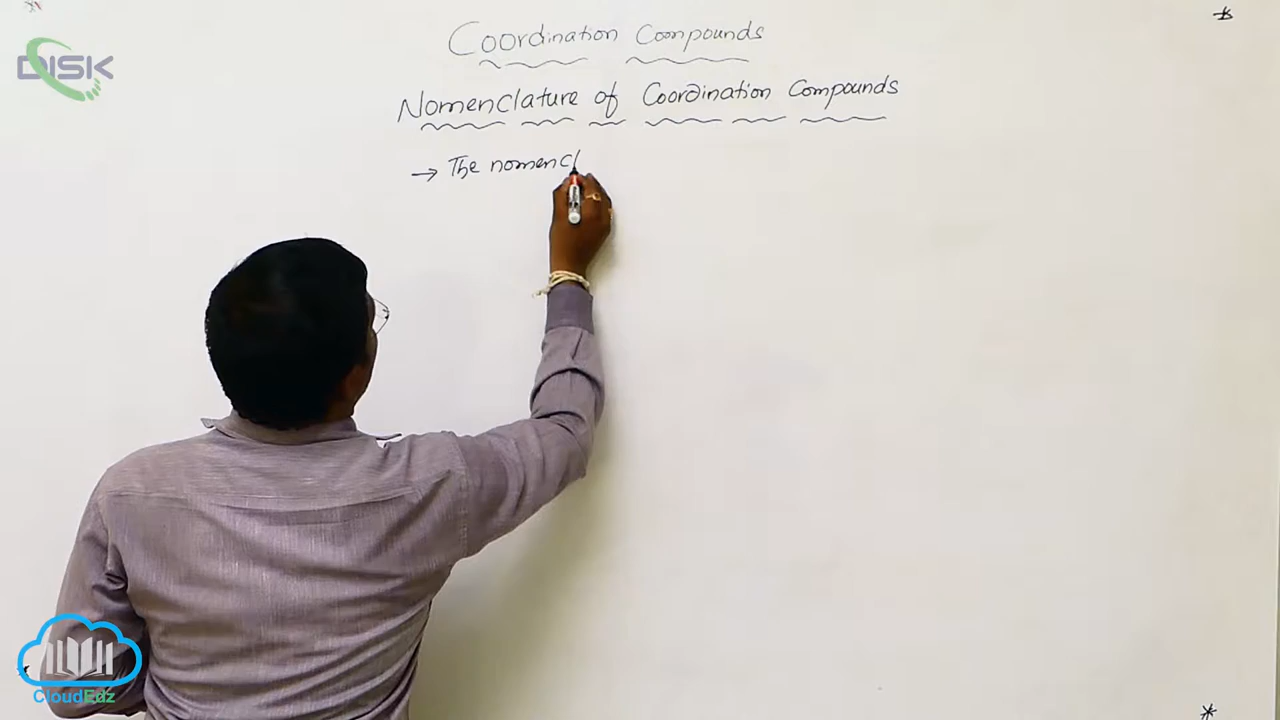 DISK
Coordination Compounds
Nomenclature of Coordination Compounds
→ The nomencl
CloudEdz